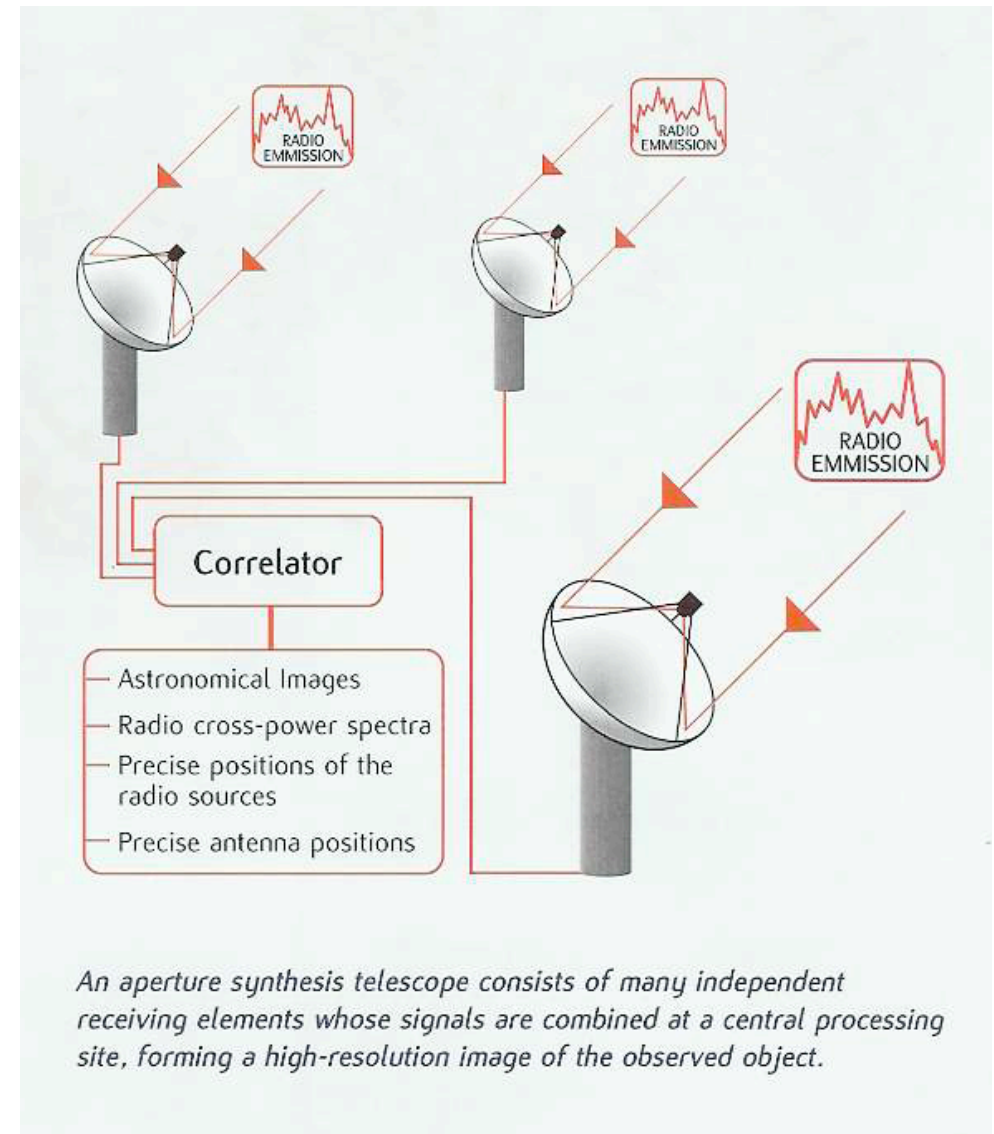 RADIO
EMMISSION
RADIO
EMMISSION
RADIO
EMMISSION
Correlator
Astronomical Images
Radio cross-power spectra
Precise positions of the
radio sources
Precise antenna positions
An aperture synthesis telescope consists of many independent
receiving elements whose signals are combined at a central processing
site, forming a high-resolution image of the observed object.